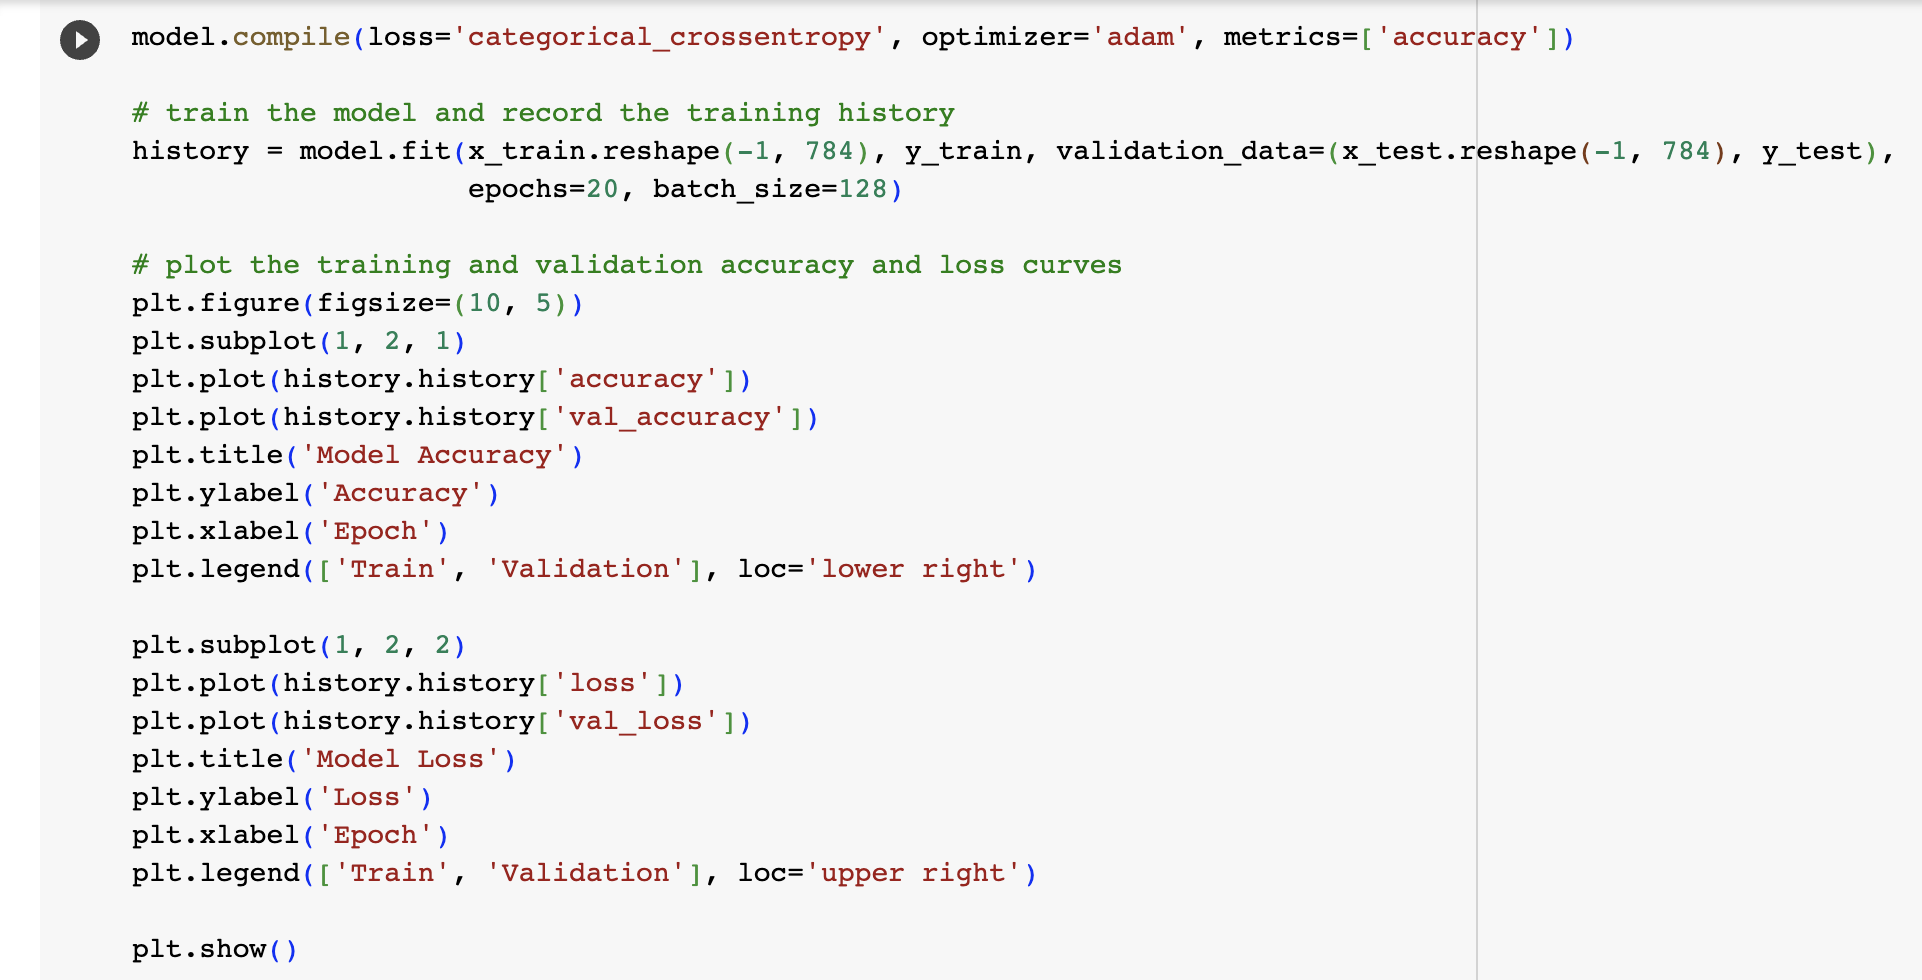 model.compile(loss='categorical_crossentropy', optimizer='adam', metrics=['accuracy'])
# train the model and record the training history
history = model.fit(x_train.reshape(-1, 784), y_train, validation_data=(x_test.reshape(-1, 784), y_test),
epochs=20, batch_size=128)
# plot the training and validation accuracy and loss curves
plt.figure(figsize=(10, 5))
plt.subplot(1, 2, 1)
plt.plot(history.history['accuracy'])
plt.plot(history.history['val_accuracy'])
plt.title('Model Accuracy')
plt.ylabel('Accuracy')
plt.xlabel('Epoch')
plt.legend(['Train', 'Validation'], loc='lower right')
plt.subplot(1, 2, 2)
plt.plot(history.history['loss'])
plt.plot(history.history['val_loss'])
plt.title('Model Loss')
plt.ylabel('Loss')
plt.xlabel('Epoch')
plt.legend(['Train', 'Validation'], loc='upper right')
plt.show()